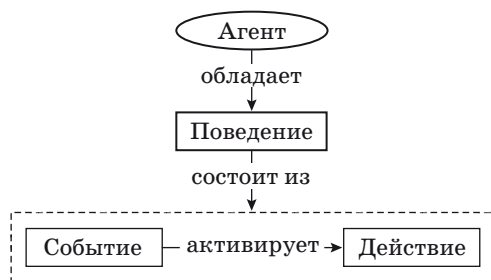 Агент
обладает
Поведение
состоит из
Событие активирует Действие